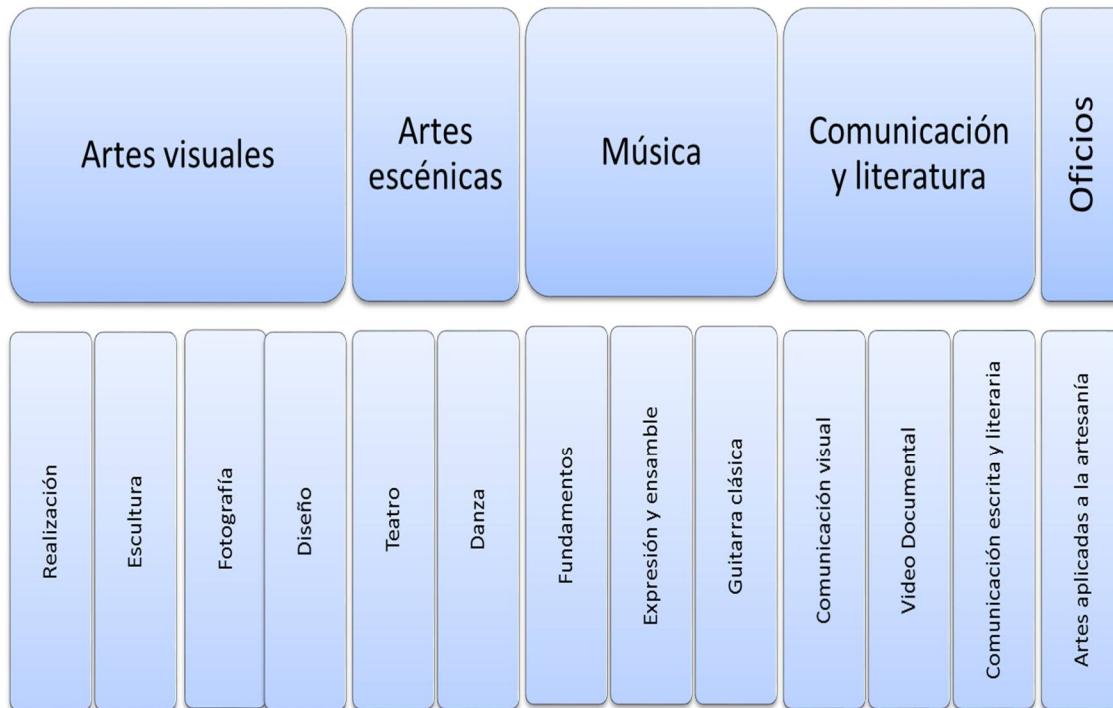 Artes visuales
Artes
escénicas
Música
Comunicación
y literatura
Oficios
Realización
Escultura
Fotografía
Diseño
Teatro
Danza
Fundamentos
Expresión y ensamble
Guitarra clásica
Comunicación visual
Video Documental
Comunicación escrita y literaria
Artes aplicadas a la artesanía